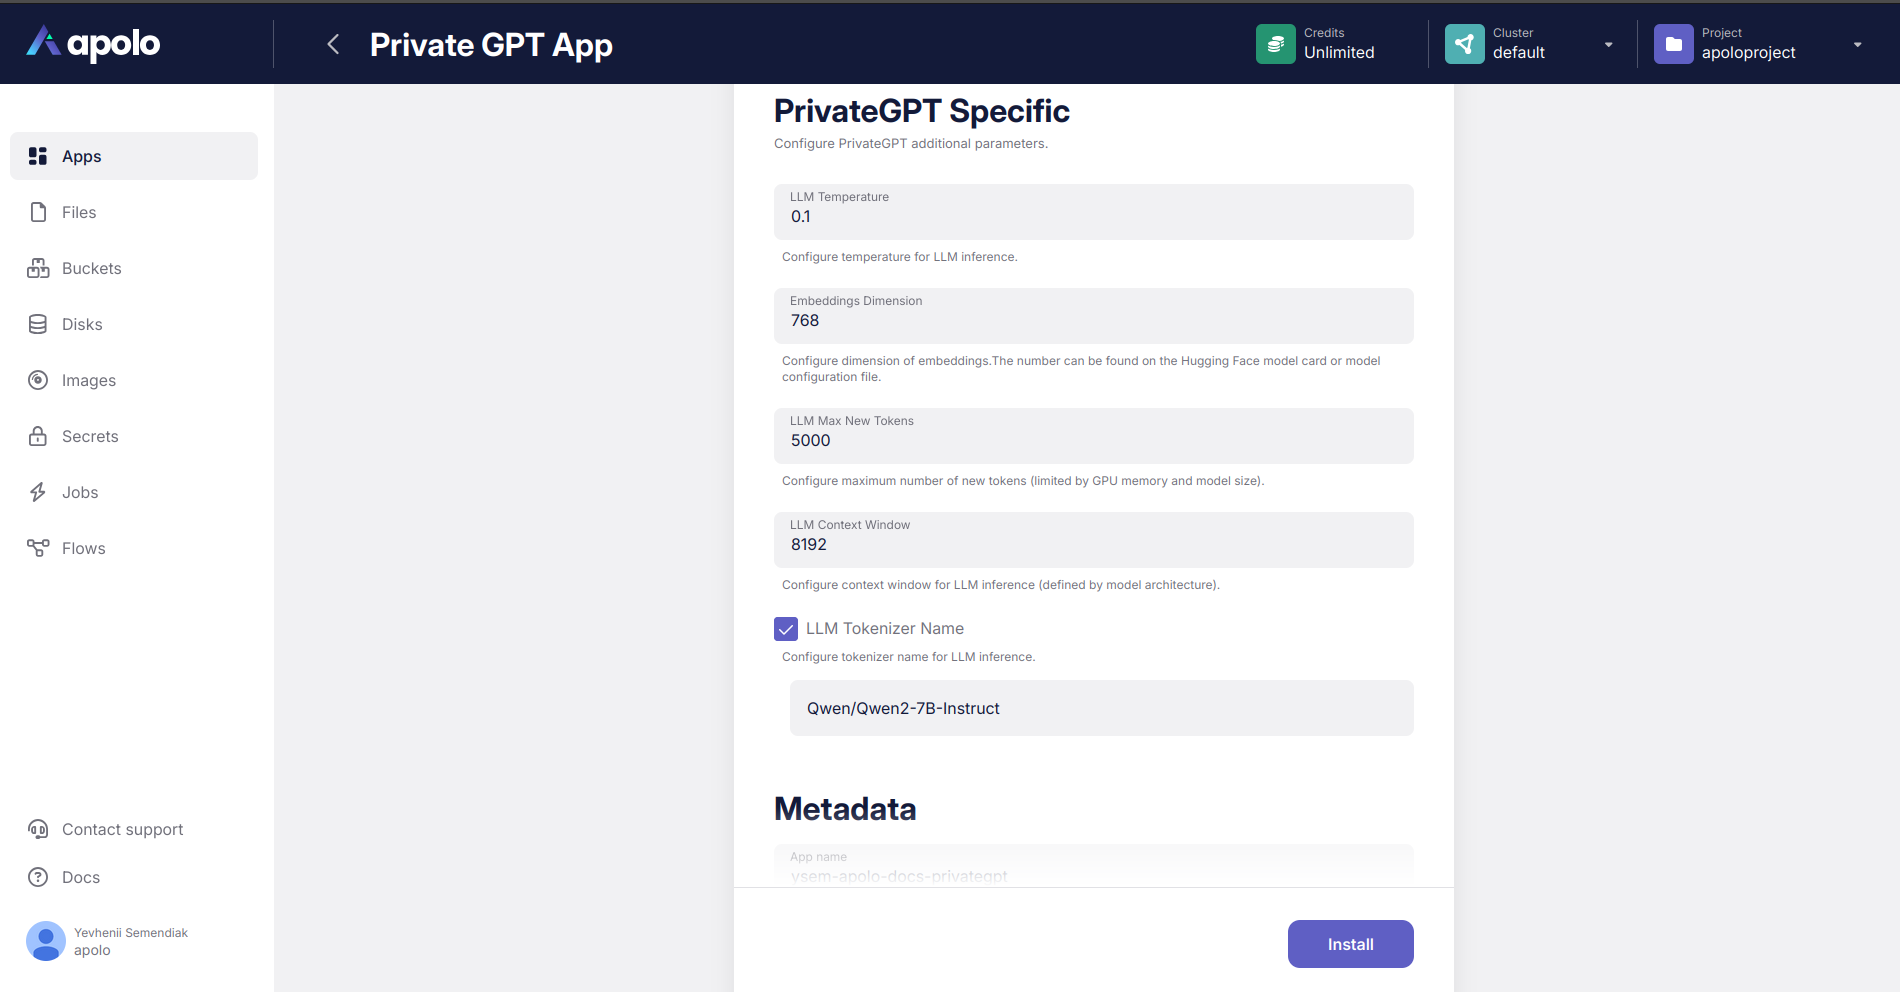 apolo
Private GPT App
Credits
Unlimited
Cluster
default
Project
apoloproject
Apps
Files
Buckets
Disks
Images
Secrets
Jobs
Flows
Contact support
Docs
Yevhenii Semendiak
apolo
PrivateGPT Specific
Configure PrivateGPT additional parameters.
LLM Temperature
0.1
Configure temperature for LLM inference.
Embeddings Dimension
768
Configure dimension of embeddings.The number can be found on the Hugging Face model card or model
configuration file.
LLM Max New Tokens
5000
Configure maximum number of new tokens (limited by GPU memory and model size).
LLM Context Window
8192
Configure context window for LLM inference (defined by model architecture).
LLM Tokenizer Name
Configure tokenizer name for LLM inference.
Qwen/Qwen2-7B-Instruct
Metadata
App name
ysem-apolo-docs-privategpt
Install